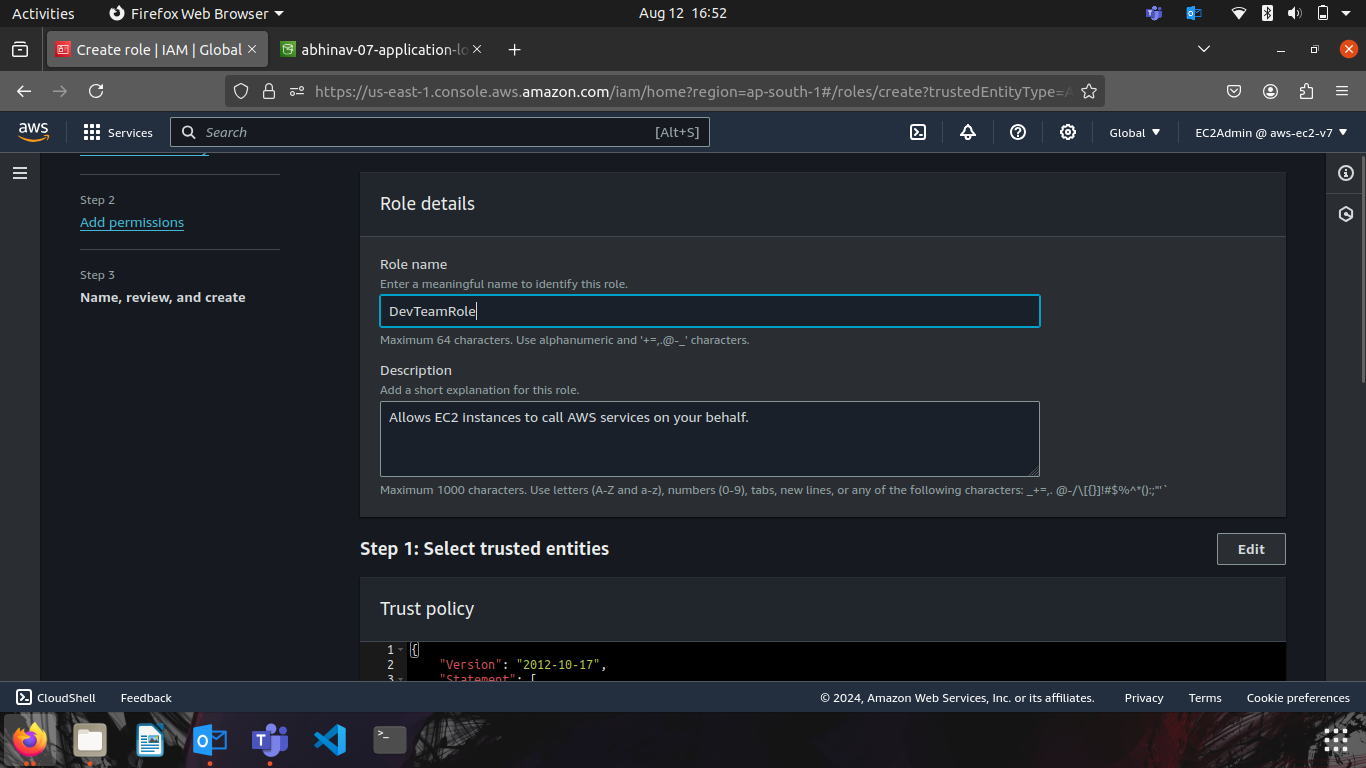 Activities Firefox Web Browser Aug 12 16:52
Create role | IAM | Global abhinav-07-application-lo
https://us-east-1.console.aws.amazon.com/iam/home?region=ap-south-1#/roles/create?trustedEntityType=A
aws Services Search [Alt+S] Global EC2Admin @ aws-ec2-v7
Step 2
Add permissions
Step 3
Name, review, and create
Role details
Role name
Enter a meaningful name to identify this role.
DevTeamRole
Maximum 64 characters. Use alphanumeric and '+=,.@-_' characters.
Description
Add a short explanation for this role.
Allows EC2 instances to call AWS services on your behalf.
Maximum 1000 characters. Use letters (A-Z and a-z), numbers (0-9), tabs, new lines, or any of the following characters: _+=,. @-/\[{}]!#$%^*();:"'`
Step 1: Select trusted entities Edit
Trust policy
1 {
2 "Version": "2012-10-17",
3 "Statement": [
CloudShell Feedback © 2024, Amazon Web Services, Inc. or its affiliates. Privacy Terms Cookie preferences